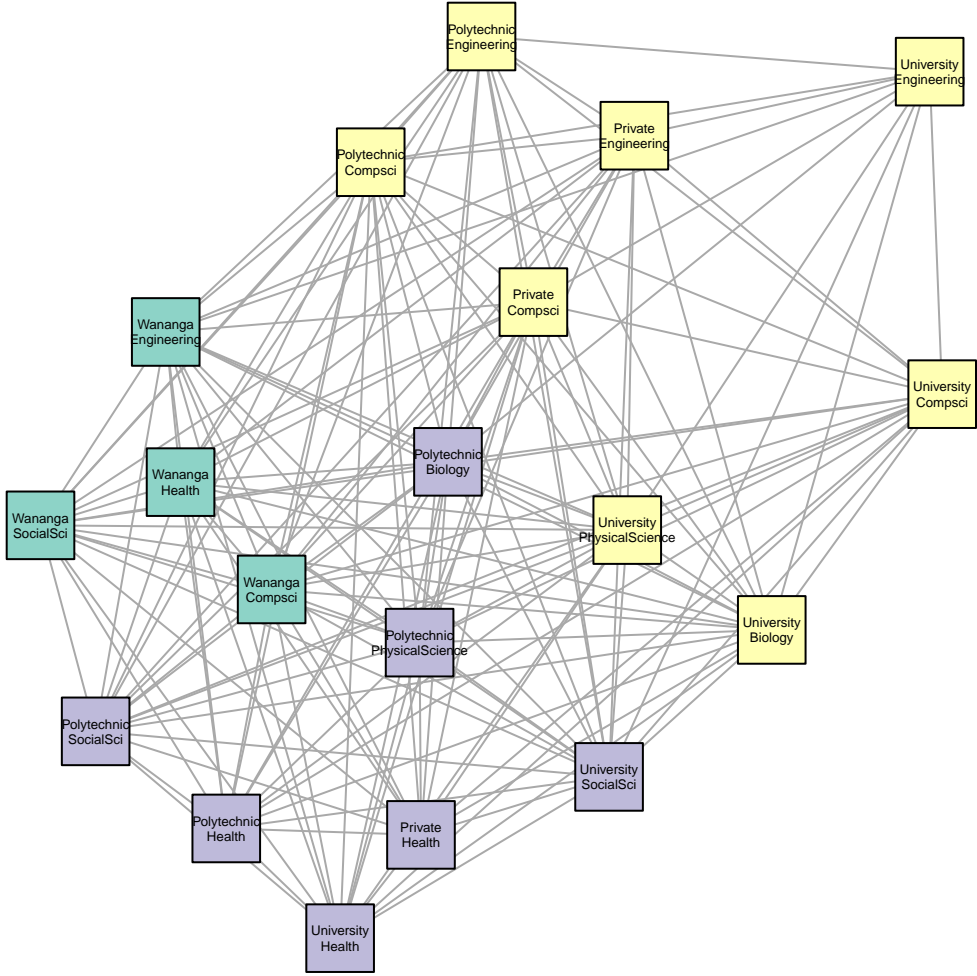 Polytechnic
Engineering
University
Engineering
Private
Engineering
Polytechnic
Compsci
Private
Compsci
Wananga
Engineering
University
Compsci
Polytechnic
Biology
Wananga
Health
Wananga
SocialSci
University
PhysicalScience
Wananga
Compsci
University
Biology
Polytechnic
PhysicalScience
Polytechnic
SocialSci
University
SocialSci
Polytechnic
Health
Private
Health
University
Health